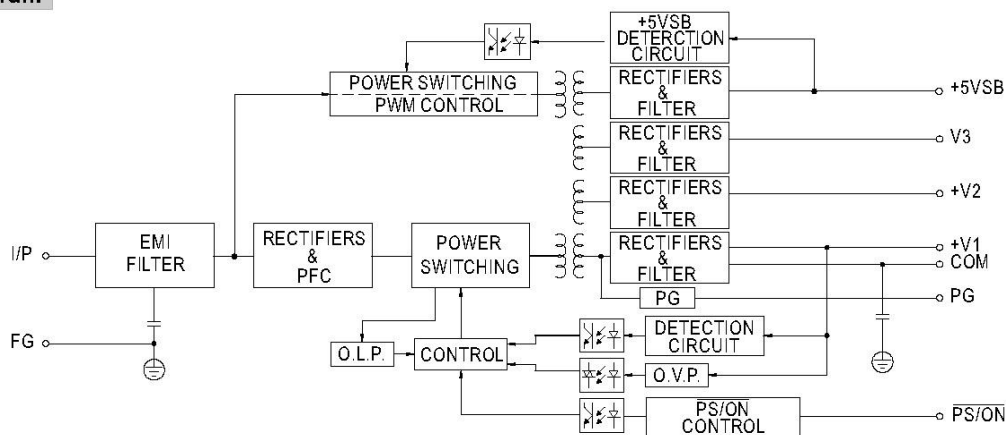 +5VSB
DETERCTION
CIRCUIT
POWER SWITCHING
PWM CONTROL
RECTIFIERS
&
FILTER
+5VSB
RECTIFIERS
&
FILTER
V3
RECTIFIERS
&
FILTER
+V2
I/P
EMI
FILTER
RECTIFIERS
&
PFC
POWER
SWITCHING
RECTIFIERS
&
FILTER
+V1
COM
PG
PG
FG
O.L.P.
CONTROL
DETECTION
CIRCUIT
O.V.P.
PS/ON
CONTROL
PS/ON